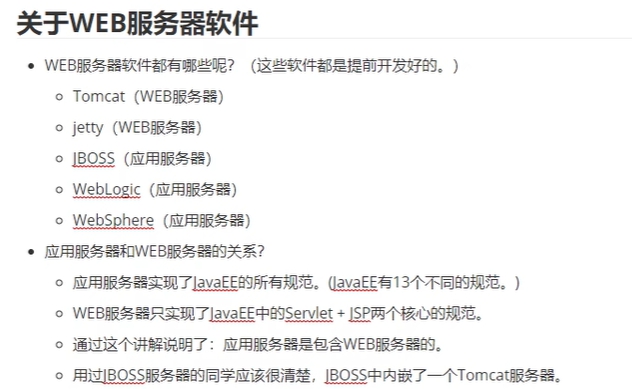 关于WEB服务器软件
WEB服务器软件都有哪些呢？（这些软件都是提前开发好的。）
Tomcat（WEB服务器）
jetty（WEB服务器）
JBOSS（应用服务器）
WebLogic（应用服务器）
WebSphere（应用服务器）
应用服务器和WEB服务器的关系？
应用服务器实现了JavaEE的所有规范。(JavaEE有13个不同的规范。)
WEB服务器只实现了JavaEE中的Servlet + JSP两个核心的规范。
通过这个讲解说明了：应用服务器是包含WEB服务器的。
用过JBOSS服务器的同学应该很清楚，JBOSS中内嵌了一个Tomcat服务器。